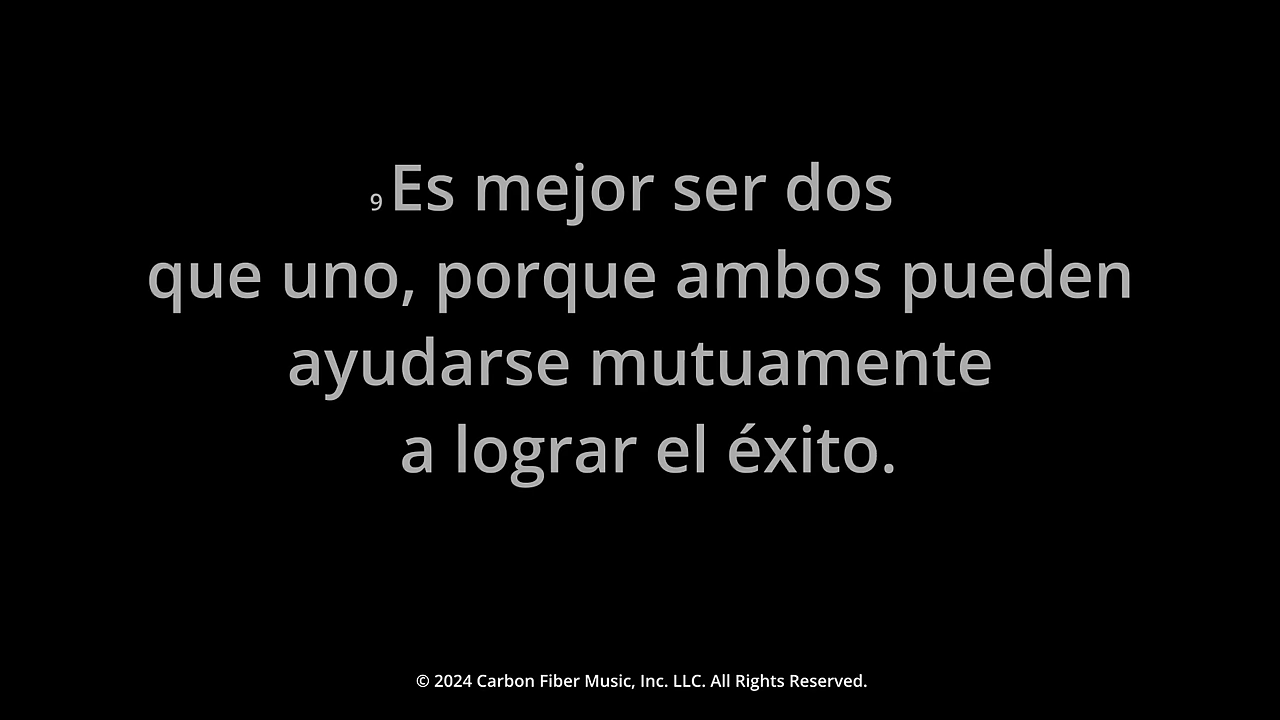 9 Es mejor ser dos
que uno, porque ambos pueden
ayudarse mutuamente
a lograr el éxito.
© 2024 Carbon Fiber Music, Inc. LLC. All Rights Reserved.